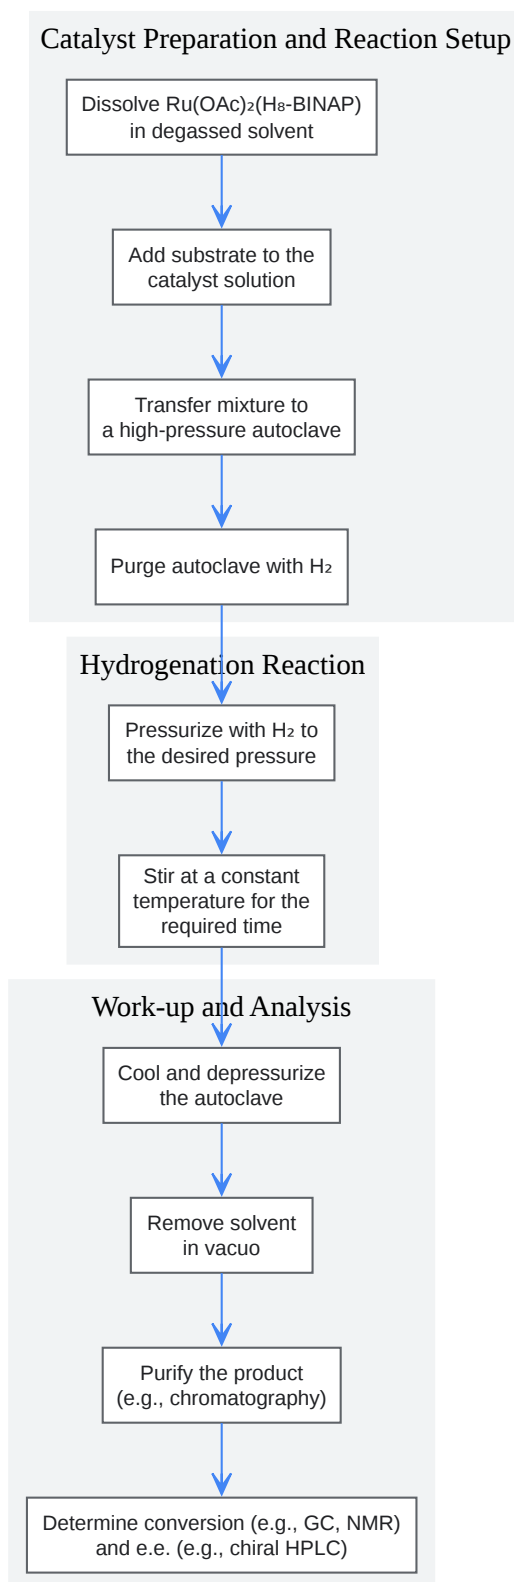 Catalyst Preparation and Reaction Setup
Dissolve Ru(OAc)₂(H₈-BINAP)
in degassed solvent
Add substrate to the
catalyst solution
Transfer mixture to
a high-pressure autoclave
Purge autoclave with H₂
Hydrogenation Reaction
Pressurize with H₂ to
the desired pressure
Stir at a constant
temperature for the
required time
Work-up and Analysis
Cool and depressurize
the autoclave
Remove solvent
in vacuo
Purify the product
(e.g., chromatography)
Determine conversion (e.g., GC, NMR)
and e.e. (e.g., chiral HPLC)